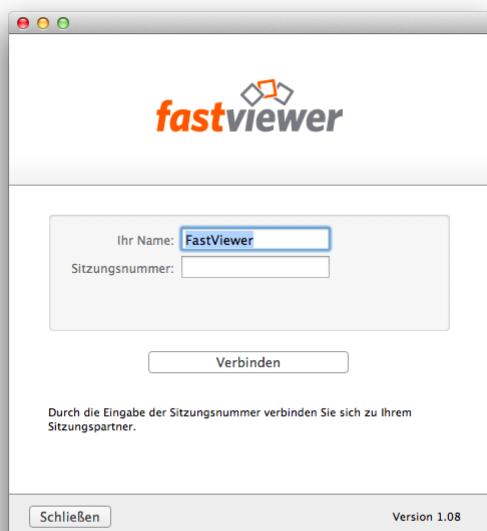 fastviewer
Ihr Name: FastViewer
Sitzungsnummer:
Verbinden
Durch die Eingabe der Sitzungsnummer verbinden Sie sich zu Ihrem
Sitzungspartner.
Schließen Version 1.08